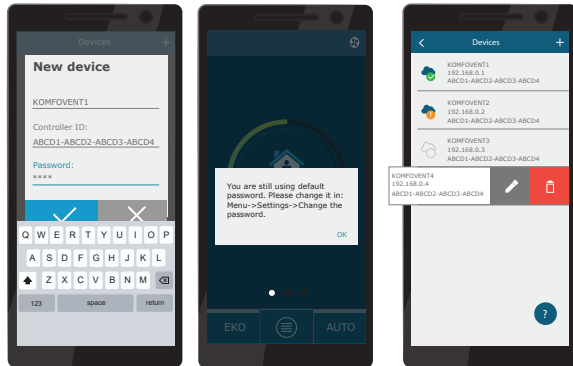 Devices +
New device
KOMFOVENT1
Controller ID:
ABCD1-ABCD2-ABCD3-ABCD4
Password:
****
Q W E R T Y U I O P
A S D F G H J K L
Z X C V B N M
123 space return
You are still using default
password. Please change it in:
Menu->Settings->Change the
password.
OK
EKO AUTO
Devices +
KOMFOVENT1
192.168.0.1
ABCD1-ABCD2-ABCD3-ABCD4
KOMFOVENT2
192.168.0.2
ABCD1-ABCD2-ABCD3-ABCD4
KOMFOVENT3
192.168.0.3
ABCD1-ABCD2-ABCD3-ABCD4
KOMFOVENT4
192.168.0.4
ABCD1-ABCD2-ABCD3-ABCD4
?